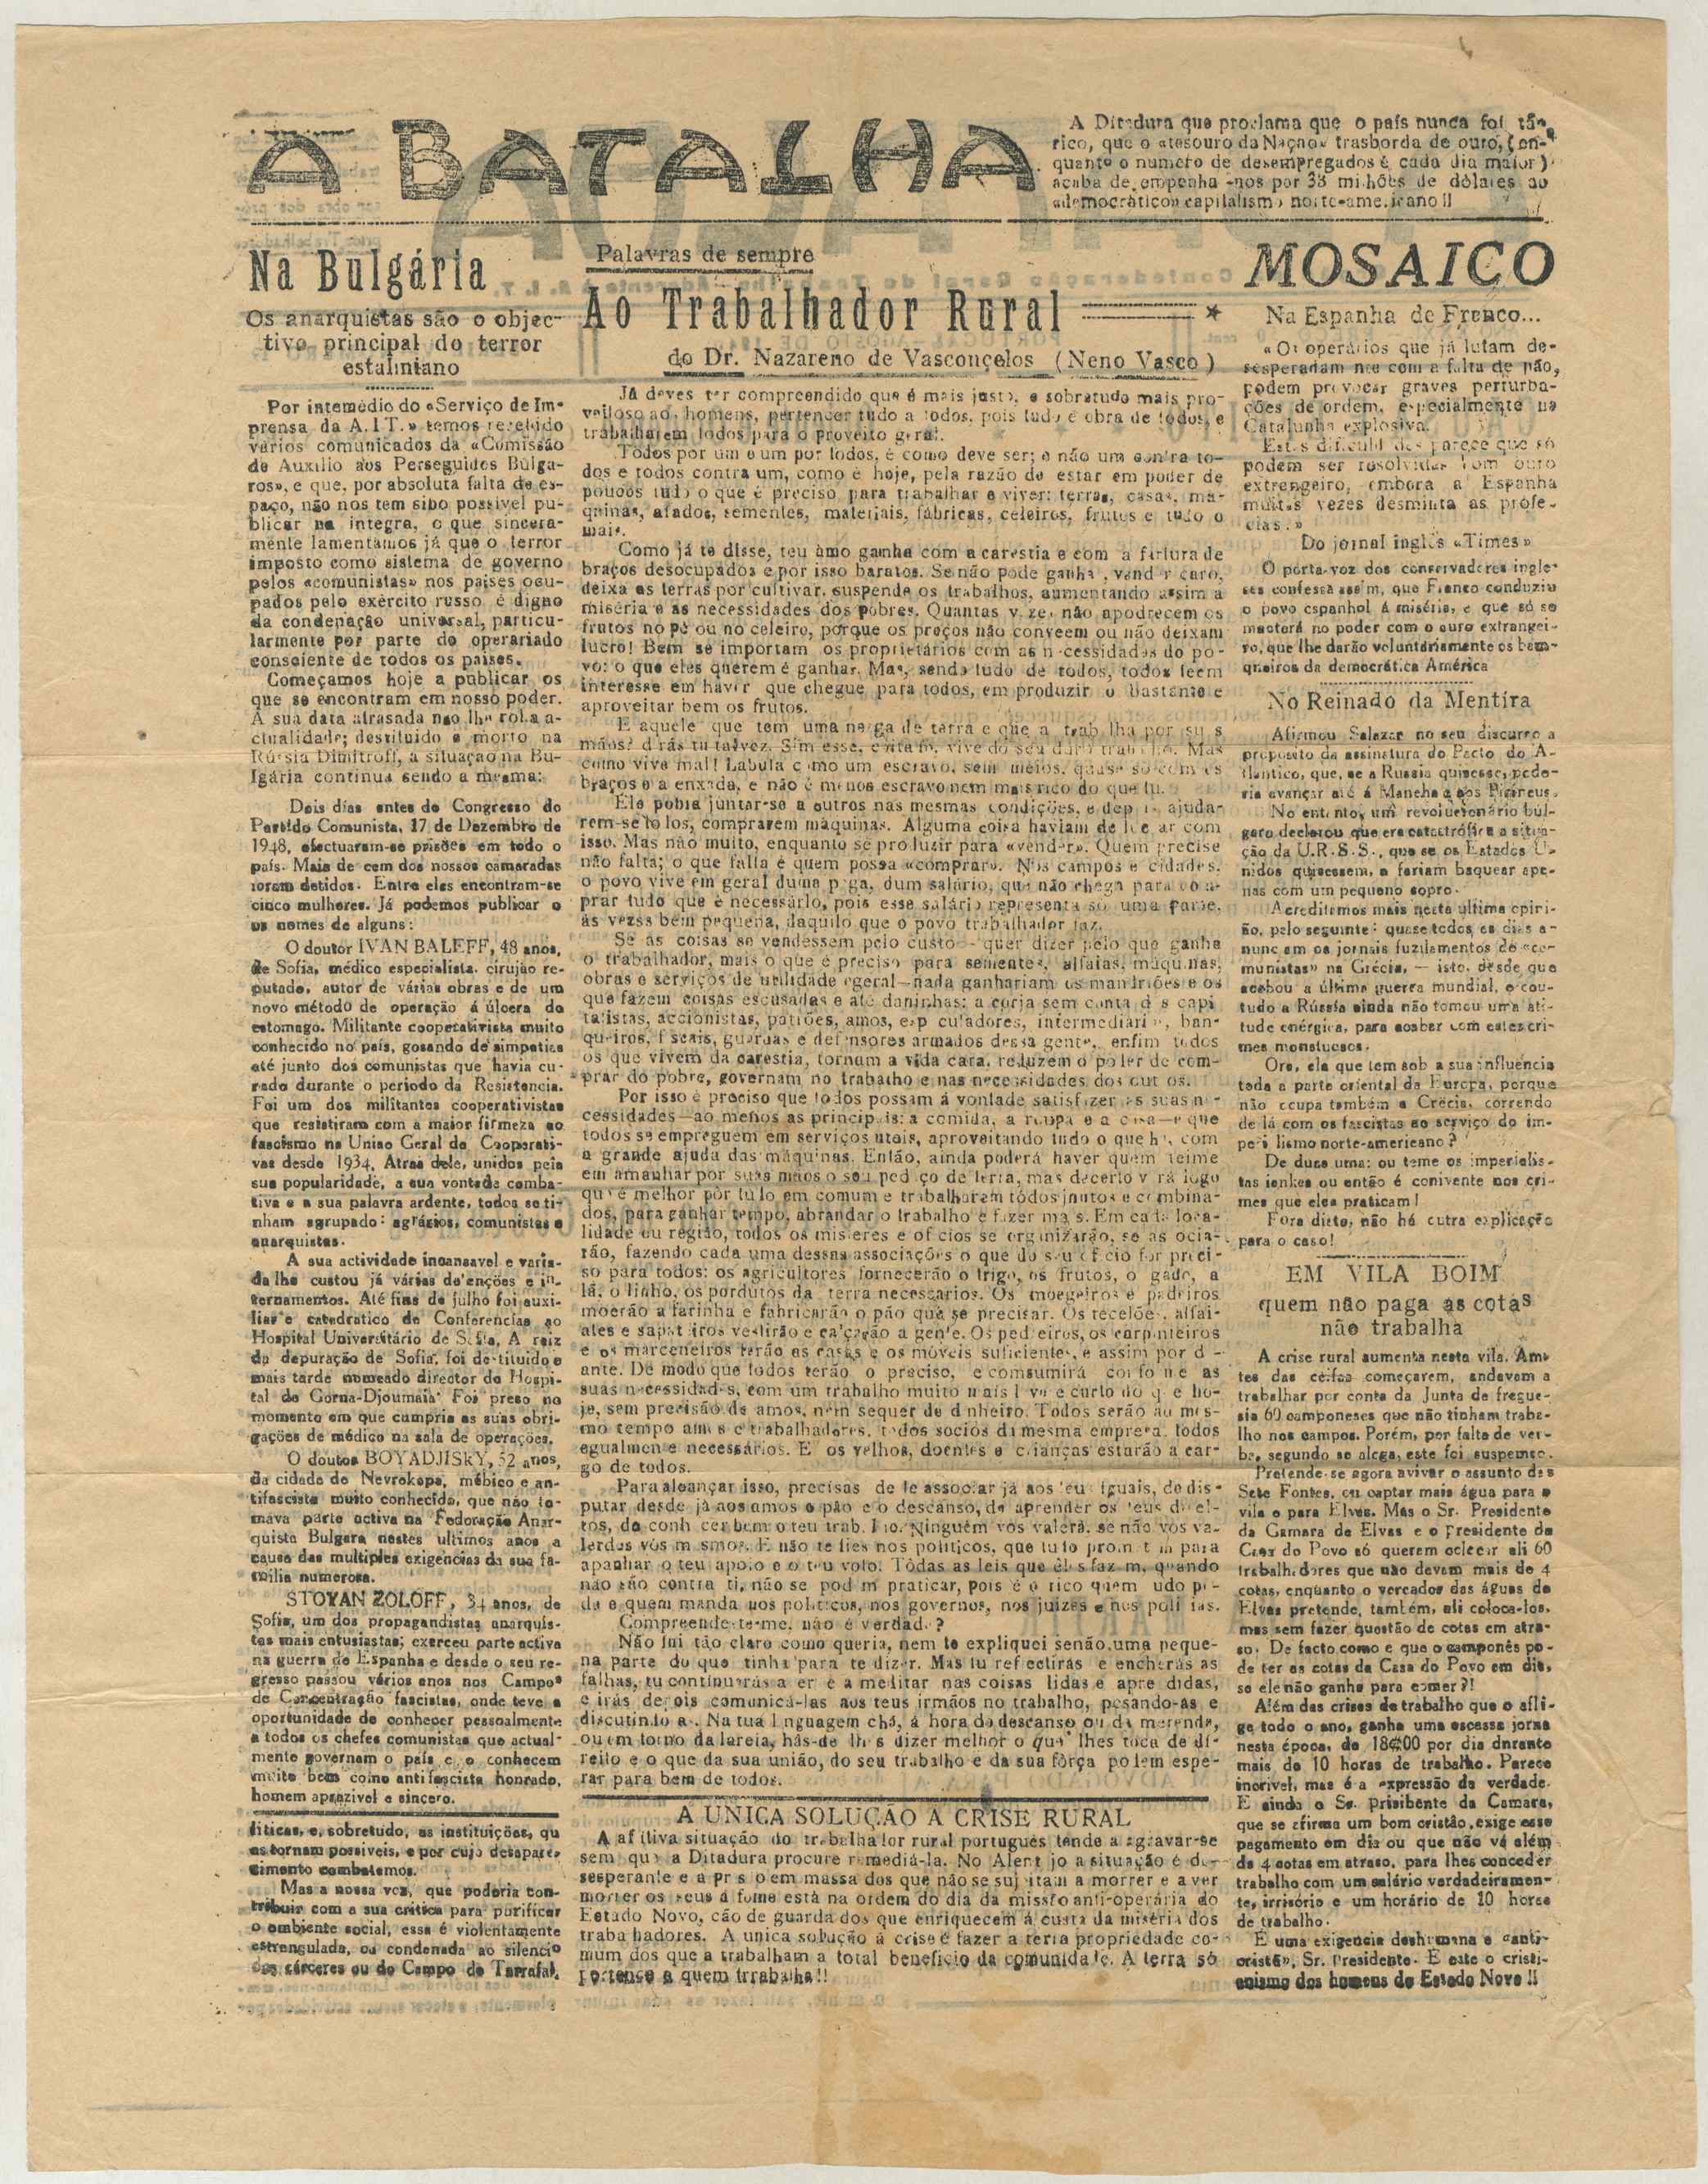 A BATALHA
A Ditadura que proclama que o país nunca foi tão
rico, que o «tesouro da Nação» trasborda de ouro, (en-
quanto o numero de desempregados é cada dia maior)
acaba de empenha-nos por 38 milhões de dólares ao
«democràtico» capitalismo norte-americano!!
Na Bulgária
Os anarquistas são o objec-
tivo principal do terror
estaliniano
Por intemédio do «Serviço de Im-
prensa da A.I T.» temos recebido
vários comunicados da «Comissão
de Auxilio aos Perseguidos Búlga-
ros», e que, por absoluta falta de es-
paço, não nos tem sibo possivel pu-
blicar na integra, o que sincera-
mente lamentamos já que o terror
imposto como sistema de governo
pelos «comunistas» nos países ocu-
pados pelo exército russo é digno
da condenação universal, particu-
larmente por parte do operariado
consciente de todos os países.
Começamos hoje a publicar os
que se encontram em nosso poder.
A sua data atrasada nao lhe roba a-
ctualidade; destituido e morto na
Rússia Dimitroff, a situação na Bu-
lgária continua sendo a mesma:
Dois días antes do Congresso do
Partido Comunista, 17 de Dezembro de
1948, efectuaram-se prisões em todo o
país. Mais de cem dos nossos camaradas
foram detidos. Entre eles encontram-se
cinco mulheres. Já podemos publicar o
us nomes de alguns:
O doutor IVAN BALEFF, 48 anos,
de Sofia, médico especialista, cirujão re-
putado, autor de várias obras e de um
novo método de operação á úlcera do
estomago. Militante cooperativista muito
conhecido no país, gosando de simpatias
até junto dos comunistas que havia cu-
rado durante o periodo da Resistencia.
Foi um dos militantes cooperativistas
que resistiram com a maior firmeza ao
fascismo na Uniao Geral de Cooperati-
vas desde 1934. Atras dele, unidos pela
sua popularidade, a sua vontade comba-
tiva e a sua palavra ardente, todos se ti-
nham agrupado: agrários, comunistas e
anarquistas.
A sua actividade incansavel e varia-
da lhe custou já várias detenções e in-
ternamentos. Até fins de julho foi auxi-
liar e catedratico de Conferencias ao
Hospital Universitário de Sofia. A raiz
da depuração de Sofia, foi destituido e
mais tarde nomeado director do Hospi-
tal de Gorna-Djoumaia. Foi preso no
momento em que cumpria as suas obri-
gações de médico na sala de operações.
O doutor BOYADJISKY, 52 anos,
da cidade de Nevrokope, mébico e an-
tifascista muito conhecido, que não to-
mava parte activa na Fedoração Anar-
quista Bulgara nestes ultimos anos a
causa das multiples exigencias da sua fa-
milia numerosa.
STOYAN ZOLOFF, 34 anos, de
Sofia, um dos propagandistas anarquis-
tas mais entusiastas; exerceu parte activa
na guerra de Espanha e desde o seu re-
gresso passou vários anos nos Campos
de Concentração fascistas, onde teve a
oportunidade de conhecer pessoalmente
a todos os chefes comunistas que actual-
mente governam o país e o conhecem
muito bem como antifascista honrado,
homem aprazivel e sincero.
liticas, e, sobretudo, as instituições, qu
as tornam possiveis, e por cujo desapare-
cimento combatemos.
Mas a nossa voz, que poderia con-
tribuir com a sua crítica para purificar
o ambiente social, essa é violentamente
estrengulada, ou condenada ao silencio
das cárceres ou do Campo do Tarrafal.
Palavras de sempre
Ao Trabalhador Rural
do Dr. Nazareno de Vasconcelos (Neno Vasco)
Já deves ter compreendido que é mais justo, e sobretudo mais pro-
veitoso aos homens, pertencer tudo a todos, pois tudo é obra de todos, e
trabalharem todos para o proveito geral.
Todos por um e um por todos, é como deve ser; e não um contra to-
dos e todos contra um, como é hoje, pela razão de estar em poder de
poucos tudo o que é preciso para trabalhar e viver: terras, casas, má-
quinas, arados, sementes, materiais, fábricas, celeiros, frutos e tudo o
mais.
Como já te disse, teu àmo ganha com a carestia e com a fartura de
braços desocupados e por isso baratos. Se não pode ganha, vender caro,
deixa as terras por cultivar, suspende os trabalhos, aumentando assim a
miséria e as necessidades dos pobres. Quantas vezes não apodrecem os
frutos no pé ou no celeiro, porque os preços não conveem ou não deixam
lucro! Bem se importam os proprietários com as necessidades do po-
vo: o que eles querem é ganhar. Mas, sendo tudo de todos, todos teem
interesse em haver que chegue para todos, em produzir o bastante e
aproveitar bem os frutos.
E aquele que tem uma nesga de terra e que a trabalha por suas
mãos? dirás tu talvez. Sim esse, então, vive do seu duro trabalho. Mas
como vive mal! Labuta como um escravo, sem meios, quase só com os
braços e a enxada, e não é menos escravo nem mais rico do que tu.
Éle pobia juntar-se a outros nas mesmas condições, e depois ajuda-
rem-se tolos, comprarem máquinas. Alguma coisa haviam de lucrar com
isso. Mas não muito, enquanto se produzir para «vender». Quem precise
não falta; o que falta é quem possa «comprar». Nos campos e cidades,
o povo vive em geral duma paga, dum salário, que não chega para com-
prar tudo que é necessário, pois esse salário representa só uma parte,
ás vezss bem pequena, daquilo que o povo trabalhador faz.
Se as coisas se vendessem pelo custo - quer dizer pelo que ganha
o trabalhador, mais o que é preciso para sementes, alfaias, máquinas,
obras e serviços de utilidade egeral—nada ganhariam os mandriões e os
que fazem coisas escusadas e até daninhas: a corja sem conta dos capi
talistas, accionistas, patrões, amos, especuladores, intermediários, ban-
queiros, fiscais, guardas e defensores armados dessa gente, enfim todos
os que vivem da carestia, tornam a vida cara, reduzem o poder de com-
prar do pobre, governam no trabalho e nas necessidades dos outros.
Por isso é preciso que todos possam á vontade satisfazer as suas ne-
cessidades—ao menos as principais: a comida, a roupa e a casa—e que
todos se empreguem em serviços uteis, aproveitando tudo o que há, com
a grande ajuda das máquinas. Então, ainda poderá haver quem teime
em amanhar por suas mãos o seu pedaço de terra, mas decerto verá logo
que é melhor pôr tudo em comum e trabalharem tódos jnutos e combina-
dos, para ganhar tempo, abrandar o trabalho e fazer mais. Em cada loca-
lidade ou região, todos os misteres e oficios se organizarão, se associa-
rão, fazendo cada uma dessas associações o que do seu oficio for preci-
so para todos: os agricultores fornecerão o trigo, os frutos, o gado, a
lã, o linho, os pordutos da terra necessarios. Os moegeiros e padeiros
moerão a farinha e fabricarão o pão que se precisar. Os tecelões, alfai-
ates e sapateiros vestirão e calçarão a gente. Os pedreiros, os carpinteiros
e os marceneiros terão as casas e os móveis suficientes, e assim por d -
ante. De modo que todos terão o preciso, e comsumirá conforme as
suas necessidades, com um trabalho muito mais leve e curto do que ho-
je, sem precisão de amos, nem sequer de dinheiro. Todos serão ao mes-
mo tempo amos e trabalhadores, todos socios da mesma empresa, todos
egualmente necessários. E os velhos, doentes e crianças estarão a car-
go de todos.
Para alcançar isso, precisas de te associar já aos teus iguais, de dis-
putar desde já aos amos o pão e o descanso, de aprender os teus direi-
tos, de conhecer bem o teu trabalho. Ninguém vos valerá, se não vos va-
lerdes vós mesmos. E não te fies nos politicos, que tudo prometem para
apanhar o teu apoio e o teu voto. Tôdas as leis que êles fazem, quando
não são contra ti, não se podem praticar, pois é o rico quem tudo po-
de e quem manda nos politicos, nos governos, nos juizes e nos policias.
Compreendeste-me, não é verdade?
Não fui tão claro como queria, nem te expliquei senão uma peque-
na parte do que tinha para te dizer. Mas tu reflectirás e encherás as
falhas, tu continuarás a ler e a meditar nas coisas lidas e aprendidas,
e irás depois comunicá-las aos teus irmãos no trabalho, pesando-as e
discutindo-as. Na tua linguagem chã, á hora do descanso ou da merenda,
ou em torno da lareia, hás-de lhes dizer melhor o que lhes toca de di-
reito e o que da sua união, do seu trabalho e da sua fôrça podem espe-
rar para bem de todos.
A UNICA SOLUÇÃO A CRISE RURAL
A aflitiva situação do trabalhador rural português tende a agravar-se
sem que a Ditadura procure remediá-la. No Alentejo a situação é de-
sesperante e a prisão em massa dos que não se sujeitam a morrer e a ver
morrer os seus á fome está na ordem do dia da missfo anti-operária do
Estado Novo, cão de guarda dos que enriquecem á custa da miséria dos
trabalhadores. A unica solução á crise é fazer a terra propriedade co-
mum dos que a trabalham a total beneficio da comunidade. A terra só
pertence a quem trrabalha!!
MOSAICO
Na Espanha de Frenco...
«Os operários que já lutam de-
sesperadamente com a falta de pão,
podem provocar graves perturba-
ções de ordem, especialmente na
Catalunha explosiva.
Estas dificuldades parece que só
podem ser rosolvidas com ouro
extrengeiro, embora a Espanha
muitas vezes desminta as profe-
cias.»
Do jornal inglês «Times»
O porta-voz dos conservadores ingle-
ses confessa assim, que Franco conduziu
o povo espanhol á miséria, e que só se
manterá no poder com o ouro extrangei-
ro, que lhe darão voluntáriamente os ban-
queiros da democrática América
No Reinado da Mentira
Afirmou Salazar no seu discurso a
proposito da assinatura do Pacto do A-
tlântico, que, se a Russia quisesse, pode-
ria avançar até á Mancha e aos Pirineus.
No entanto, um revolucionário búl-
garo declarou que era catastrófica a situa-
ção da U.R.S.S., que se os Estados U-
nidos quisessem, a fariam baquear ape-
nas com um pequeno sopro.
Acreditemos mais nesta ultima opini-
ão, pelo seguinte: quase todos os dias a-
nunciam os jornais fuzilamentos de «co-
munistas» na Grécia, — isto, desde que
acabou a última guerra mundial, e cou-
tudo a Rússia ainda não tomou uma ati-
tude enérgica, para acabar com estes cri-
mes monstuosos.
Ora, ela que tem sob a sua influência
toda a parte oriental da Europa, porque
não ocupa também a Crécia, correndo
de lá com os fascistas ao serviço do im-
perialismo norte-americano?
De duas uma: ou teme os imperialis-
tas ienkes ou então é conivente nos cri-
mes que eles praticam!
Fora disto, não há outra explicação
para o caso!
EM VILA BOIM
quem não paga as cotas
não trabalha
A crise rural aumenta nesta vila. An-
tes das ceifas começarem, andavam a
trabalhar por conta da Junta de fregue-
sia 60 camponeses que não tinham traba-
lho nos campos. Porém, por falta de ver-
ba, segundo se alega, este foi suspenso.
Pretende-se agora avivar o assunto das
Sete Fontes, ou captar mais água para a
vila e para Elvas. Mas o Sr. Presidente
da Camara de Elvas e o Presidente da
Casa do Povo só querem colocar ali 60
trabalhadores que não devam mais de 4
cotas, enquanto o vereador das águas de
Elvas pretende, também, ali coloca-los,
mas sem fazer questão de cotas em atra-
so. De facto como e que o camponês po-
de ter as cotas da Casa do Povo em dia,
se ele não ganha para comer?!
Além das crises de trabalho que o afli-
ge todo o ano, ganha uma escassa jorna
nesta época, de 18$00 por dia dnrante
mais de 10 horas de trabalho. Parece
incrivel, mas é a expressão da verdade.
E ainda o Sr. Prisibente da Camara,
que se afirma um bom cristão, exige esse
pagamento em dia ou que não vá além
de 4 cotas em atraso, para lhes conceder
trabalho com um salário verdadeiramen-
te, irrisório e um horário de 10 horas
de trabalho.
É uma exigencia deshumana e «anti-
cristã», Sr. Presidente. É este o cristi-
anismo dos homens do Estado Novo!!